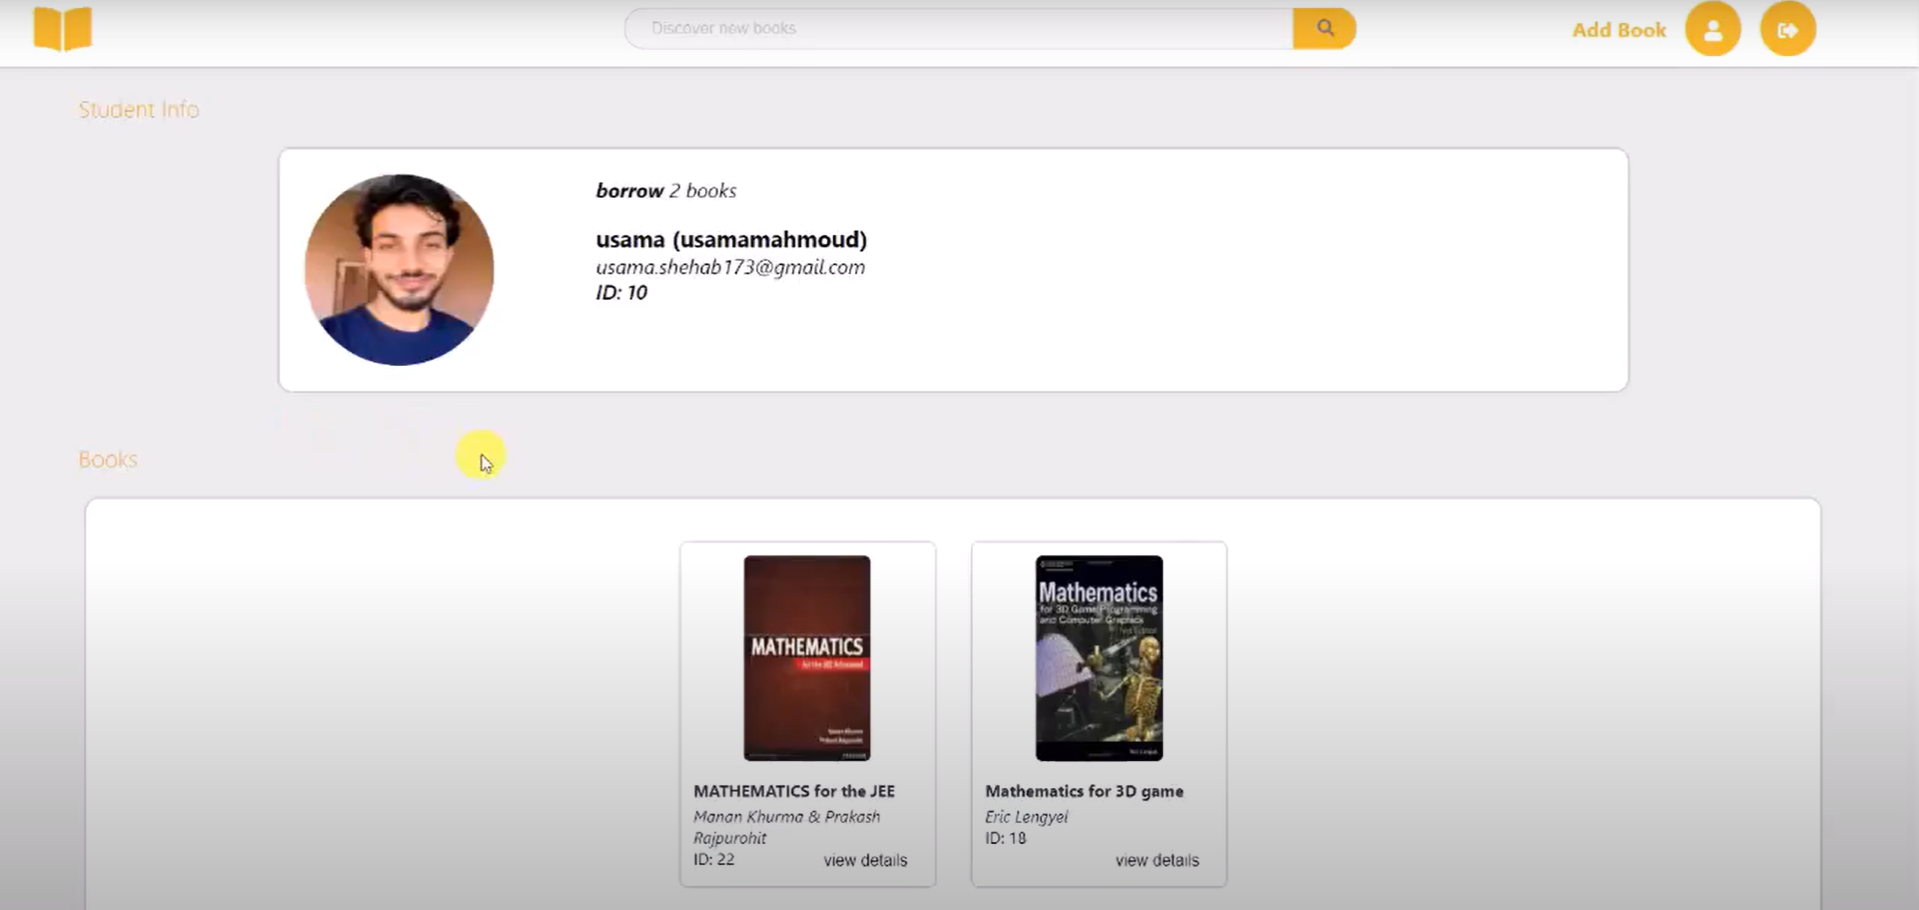 Discover new books
Add Book
Student Info
borrow 2 books
usama (usamamahmoud)
usama.shehab173@gmail.com
ID: 10
Books
MATHEMATICS
for the JEE Advanced
Mathematics
for 3D Game Programming
and Computer Graphics
MATHEMATICS for the JEE
Manan Khurma & Prakash
Rajpurohit
ID: 22
view details
Mathematics for 3D game
Eric Lengyel
ID: 18
view details